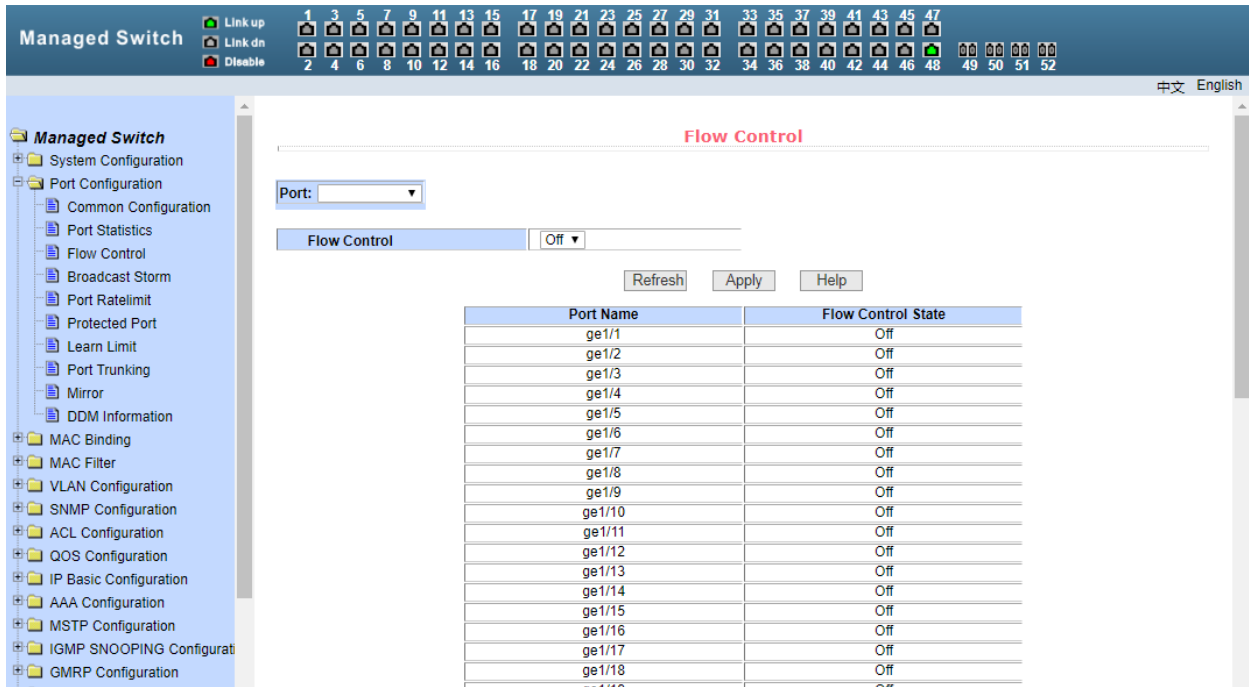 Managed Switch
Link up
Link dn
Disable
1 3 5 7 9 11 13 15 17 19 21 23 25 27 29 31 33 35 37 39 41 43 45 47
2 4 6 8 10 12 14 16 18 20 22 24 26 28 30 32 34 36 38 40 42 44 46 48 49 50 51 52
中文 English
Managed Switch
System Configuration
Port Configuration
Common Configuration
Port Statistics
Flow Control
Broadcast Storm
Port Ratelimit
Protected Port
Learn Limit
Port Trunking
Mirror
DDM Information
MAC Binding
MAC Filter
VLAN Configuration
SNMP Configuration
ACL Configuration
QOS Configuration
IP Basic Configuration
AAA Configuration
MSTP Configuration
IGMP SNOOPING Configurati
GMRP Configuration
Flow Control
Port:
Flow Control Off
Refresh Apply Help
Port Name Flow Control State
ge1/1 Off
ge1/2 Off
ge1/3 Off
ge1/4 Off
ge1/5 Off
ge1/6 Off
ge1/7 Off
ge1/8 Off
ge1/9 Off
ge1/10 Off
ge1/11 Off
ge1/12 Off
ge1/13 Off
ge1/14 Off
ge1/15 Off
ge1/16 Off
ge1/17 Off
ge1/18 Off